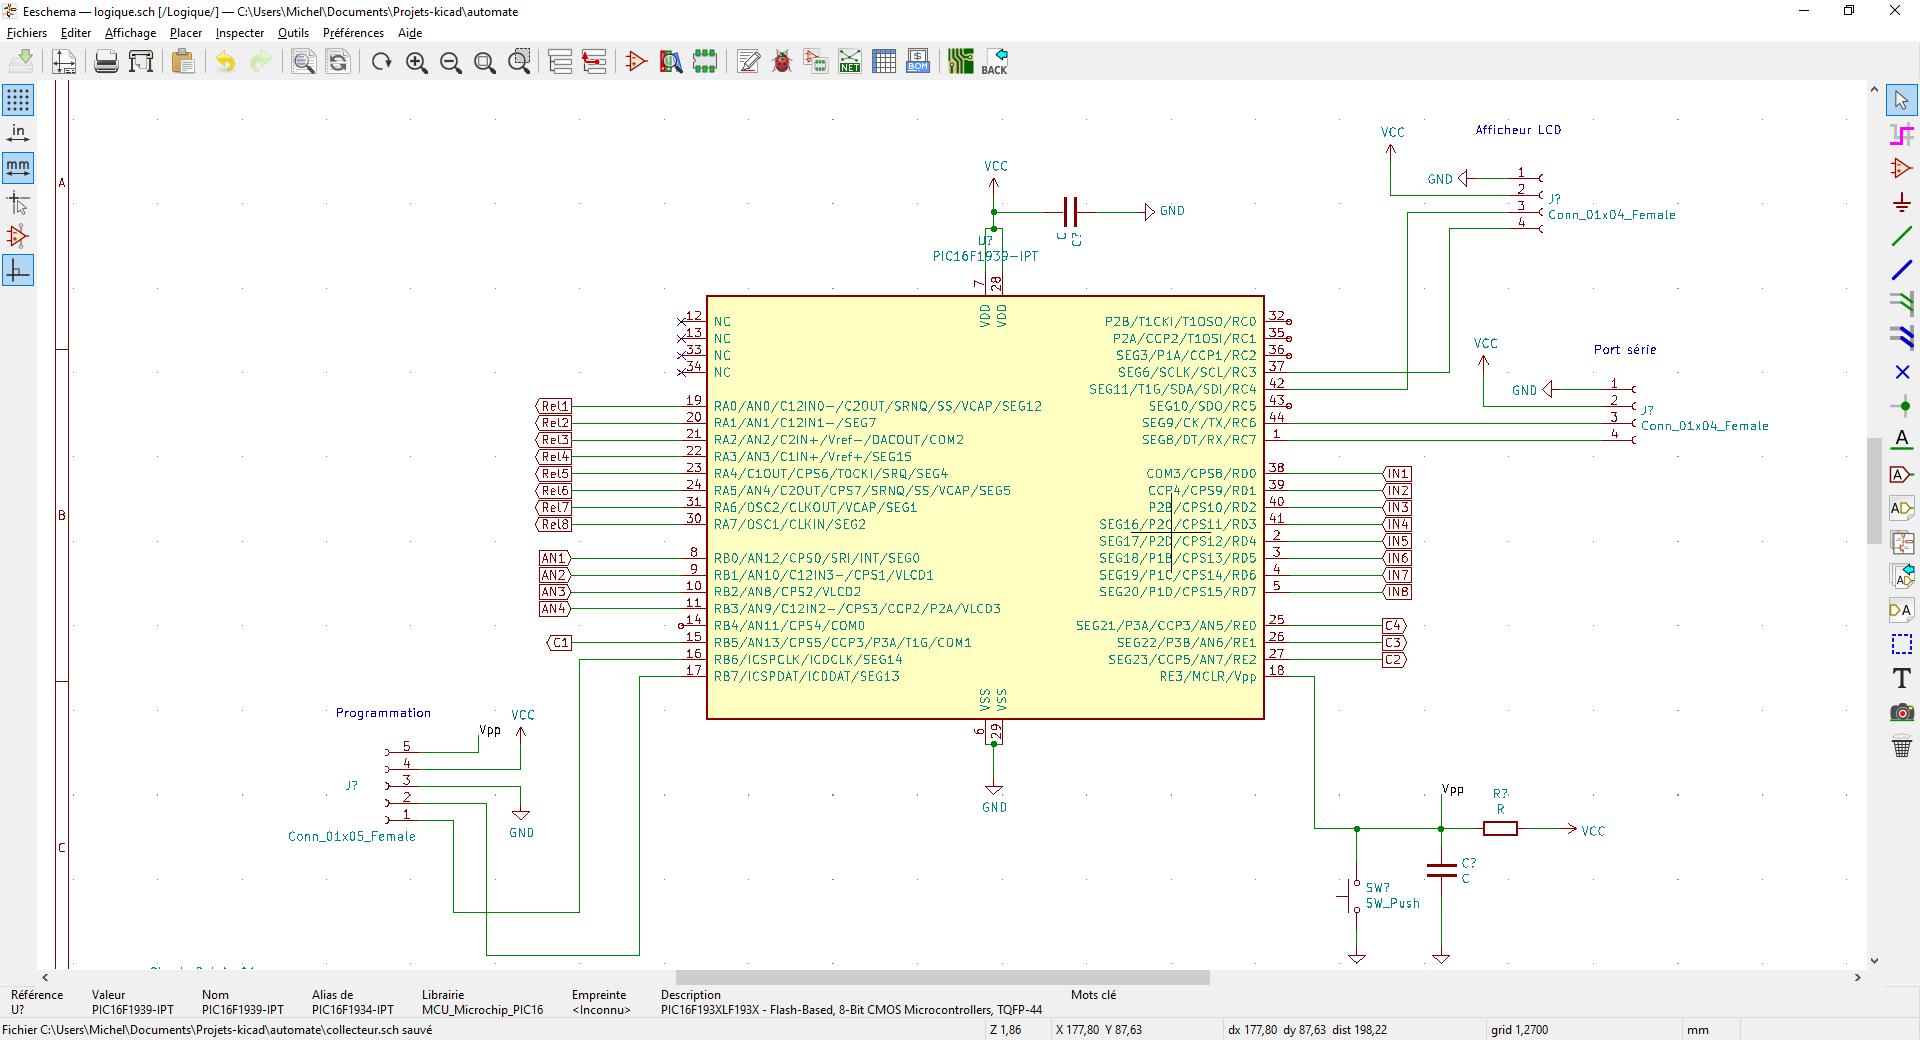 Eeschema — logique.sch [/Logique/] — C:\Users\Michel\Documents\Projets-kicad\automate
Fichiers Editer Affichage Placer Inspecter Outils Préférences Aide
NET
BOM
BACK
in
mm
A
B
C
VCC
Afficheur LCD
GND
1
2
3
4
J?
Conn_01x04_Female
VCC
GND
C
C?
U?
PIC16F1939-IPT
7
28
VDD
VDD
VCC
Port série
GND
1
2
3
4
J?
Conn_01x04_Female
12 NC
13 NC
33 NC
34 NC
Rel1 19 RA0/AN0/C12IN0-/C2OUT/SRNQ/SS/VCAP/SEG12
Rel2 20 RA1/AN1/C12IN1-/SEG7
Rel3 21 RA2/AN2/C2IN+/Vref-/DACOUT/COM2
Rel4 22 RA3/AN3/C1IN+/Vref+/SEG15
Rel5 23 RA4/C1OUT/CPS6/T0CKI/SRQ/SEG4
Rel6 24 RA5/AN4/C2OUT/CPS7/SRNQ/SS/VCAP/SEG5
Rel7 31 RA6/OSC2/CLKOUT/VCAP/SEG1
Rel8 30 RA7/OSC1/CLKIN/SEG2
AN1 8 RB0/AN12/CPS0/SRI/INT/SEG0
AN2 9 RB1/AN10/C12IN3-/CPS1/VLCD1
AN3 10 RB2/AN8/CPS2/VLCD2
AN4 11 RB3/AN9/C12IN2-/CPS3/CCP2/P2A/VLCD3
14 RB4/AN11/CPS4/COM0
C1 15 RB5/AN13/CPS5/CCP3/P3A/T1G/COM1
16 RB6/ICSPCLK/ICDCLK/SEG14
17 RB7/ICSPDAT/ICDDAT/SEG13
P2B/T1CKI/T1OSO/RC0 32
P2A/CCP2/T1OSI/RC1 35
SEG3/P1A/CCP1/RC2 36
SEG6/SCLK/SCL/RC3 37
SEG11/T1G/SDA/SDI/RC4 42
SEG10/SDO/RC5 43
SEG9/CK/TX/RC6 44
SEG8/DT/RX/RC7 1
COM3/CPS8/RD0 38 IN1
CCP4/CPS9/RD1 39 IN2
P2B/CPS10/RD2 40 IN3
SEG16/P2C/CPS11/RD3 41 IN4
SEG17/P2D/CPS12/RD4 2 IN5
SEG18/P1B/CPS13/RD5 3 IN6
SEG19/P1C/CPS14/RD6 4 IN7
SEG20/P1D/CPS15/RD7 5 IN8
SEG21/P3A/CCP3/AN5/RE0 25 C4
SEG22/P3B/AN6/RE1 26 C3
SEG23/CCP5/AN7/RE2 27 C2
RE3/MCLR/Vpp 18
VSS
VSS
6
29
GND
Programmation
Vpp
VCC
5
4
3
2
1
J?
GND
Conn_01x05_Female
Vpp
R?
R
VCC
C?
C
SW?
SW_Push
Référence Valeur Nom Alias de Librairie Empreinte Description Mots clé
U? PIC16F1939-IPT PIC16F1939-IPT PIC16F1934-IPT MCU_Microchip_PIC16 <Inconnu> PIC16F193XLF193X - Flash-Based, 8-Bit CMOS Microcontrollers, TQFP-44
Fichier C:\Users\Michel\Documents\Projets-kicad\automate\collecteur.sch sauvé Z 1,86 X 177,80 Y 87,63 dx 177,80 dy 87,63 dist 198,22 grid 1,2700 mm